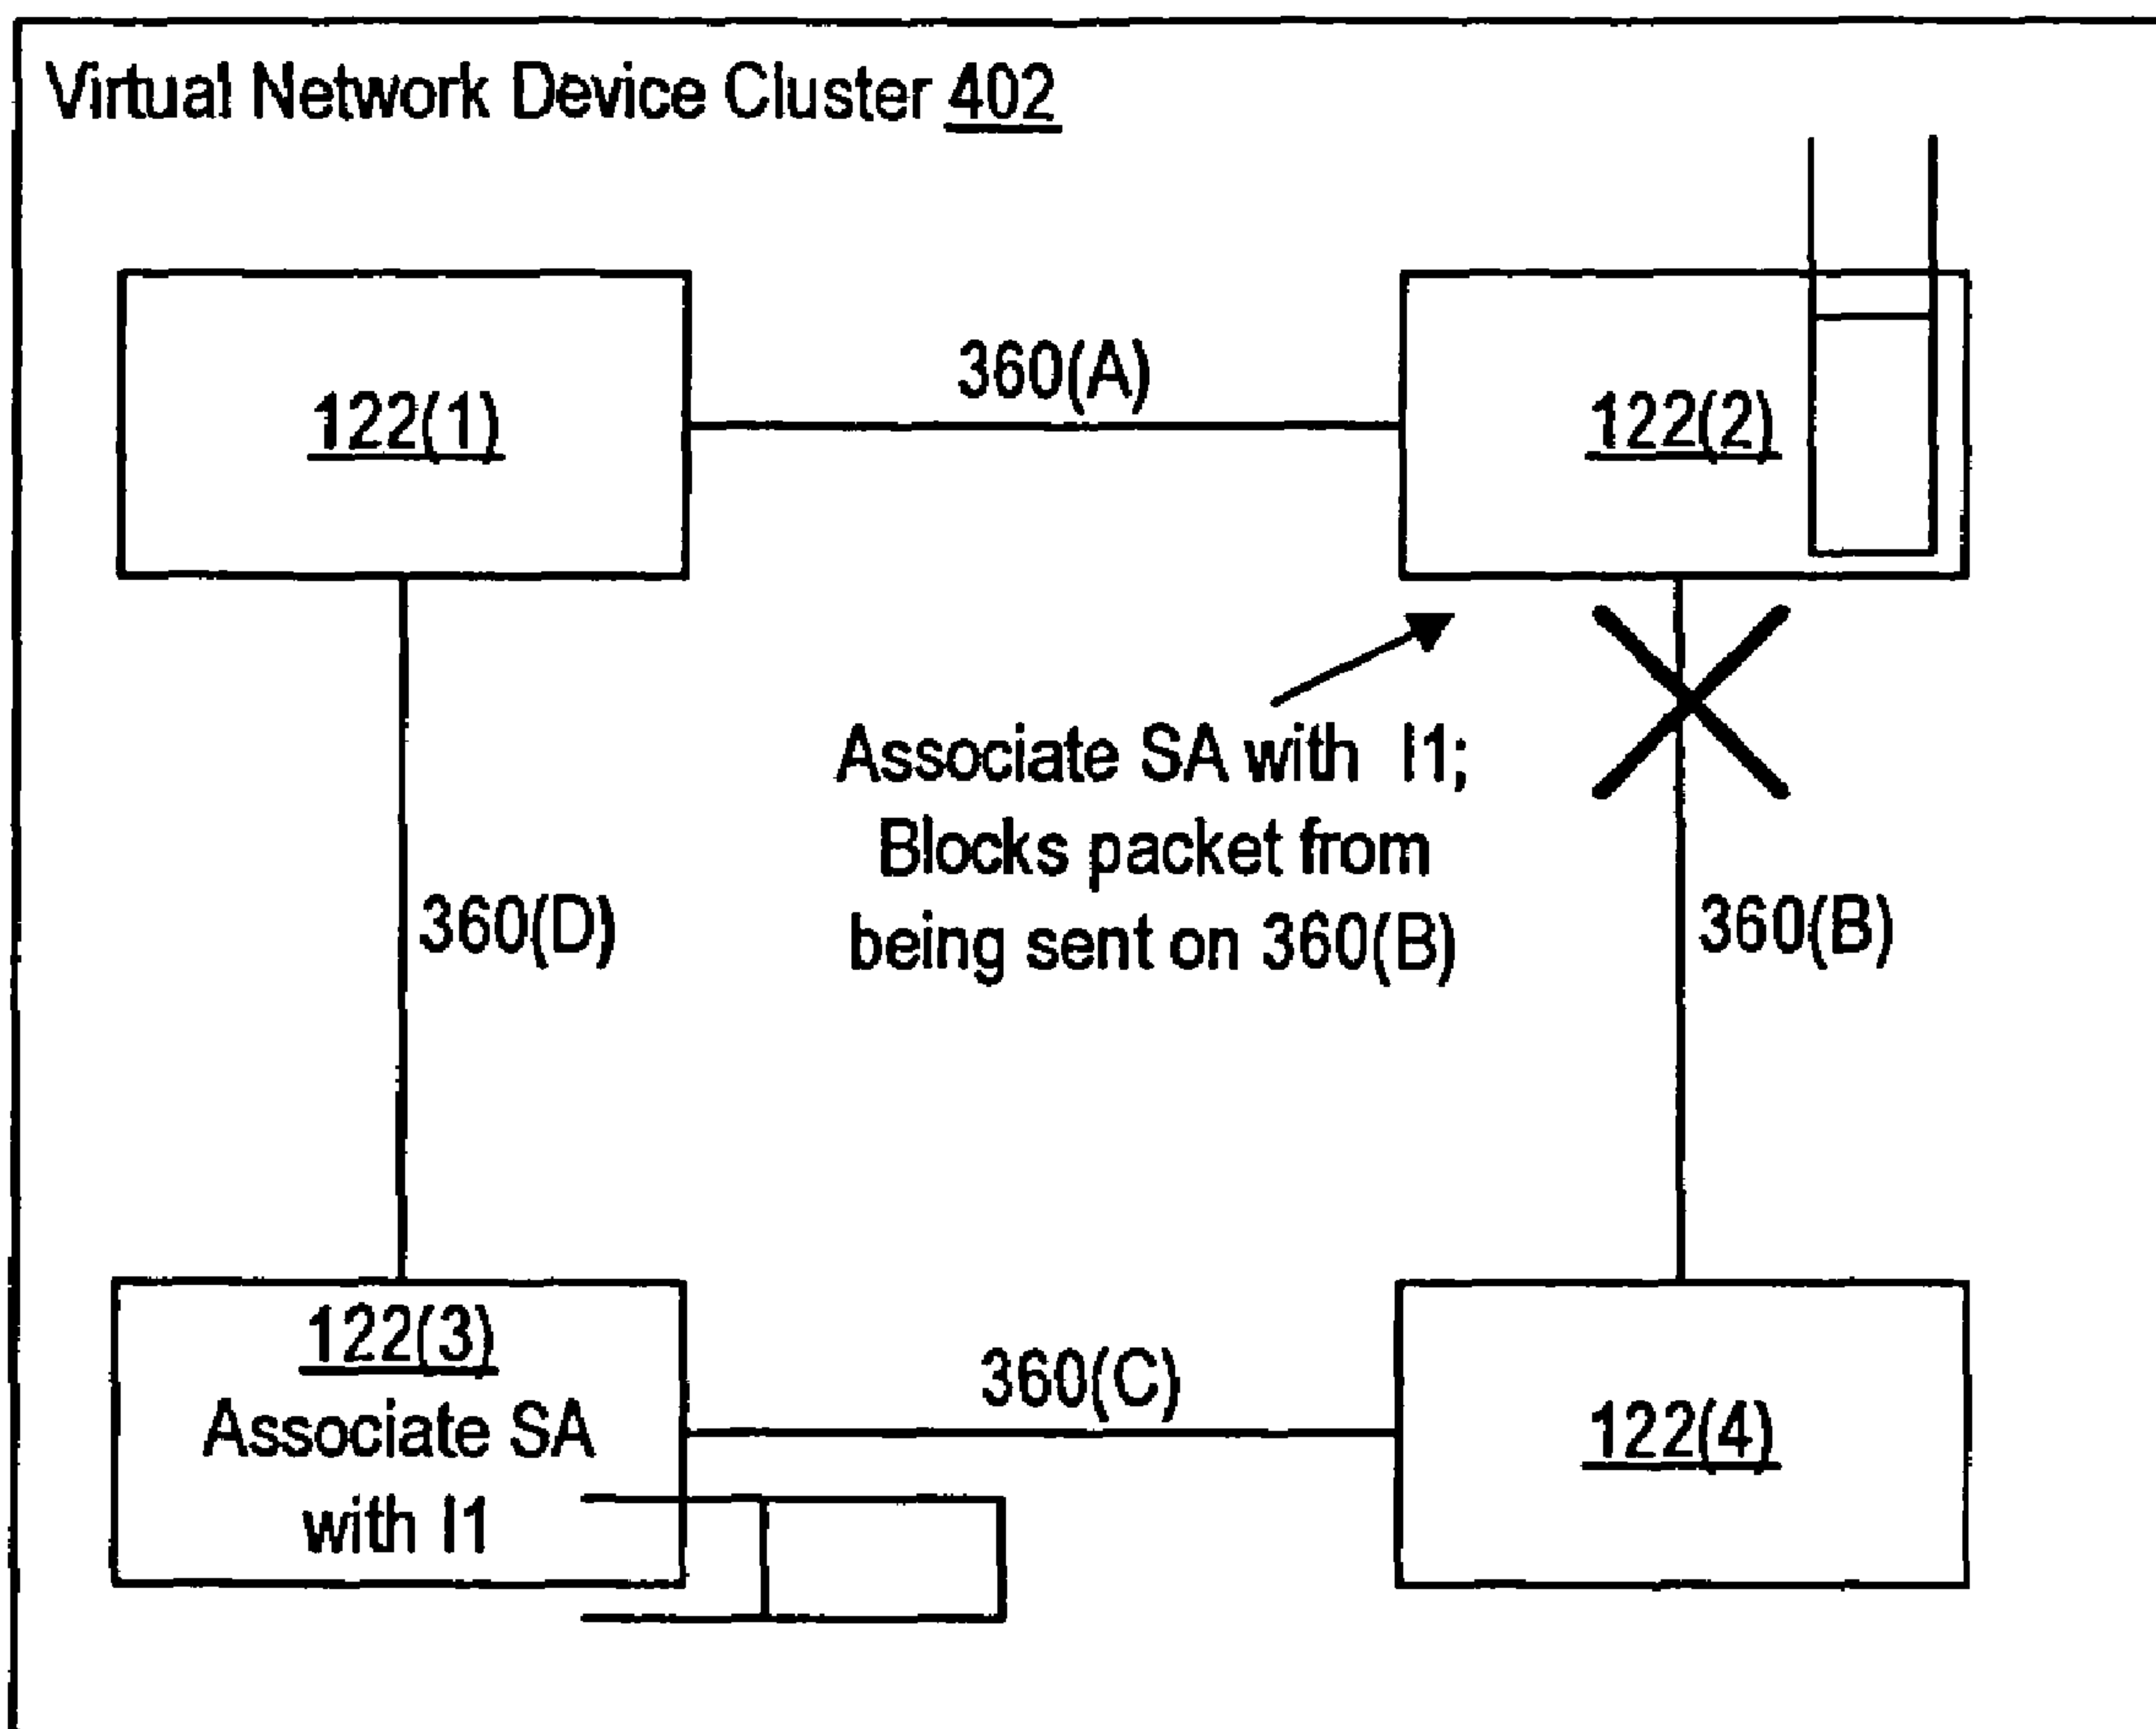 Virtual Network Device Cluster 402
122(1)
360(A)
122(2)
Associate SA with I1;
Blocks packet from
being sent on 360(B)
360(D)
360(B)
122(3)
Associate SA
with I1
360(C)
122(4)